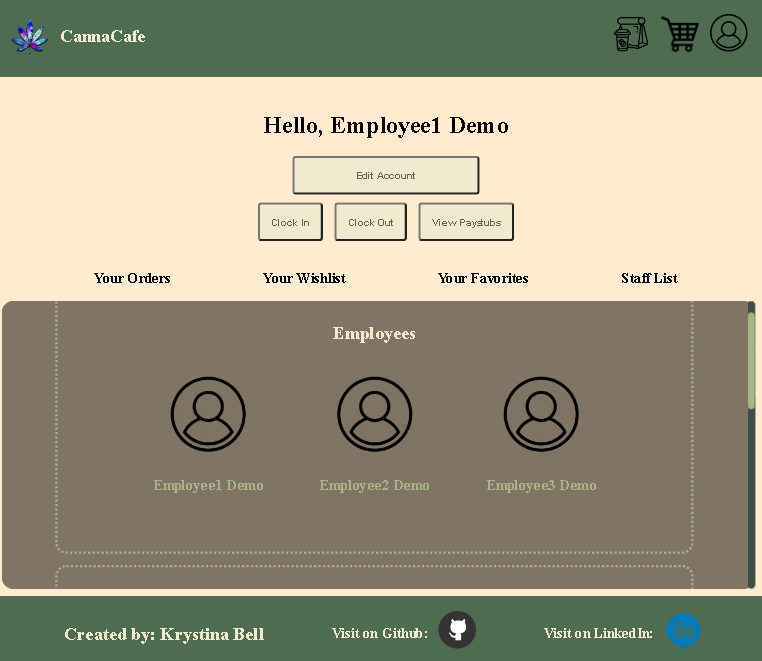 CannaCafe
Hello, Employee1 Demo
Edit Account
Clock In Clock Out View Paystubs
Your Orders Your Wishlist Your Favorites Staff List
Employees
Employee1 Demo Employee2 Demo Employee3 Demo
Created by: Krystina Bell Visit on Github: Visit on LinkedIn: in